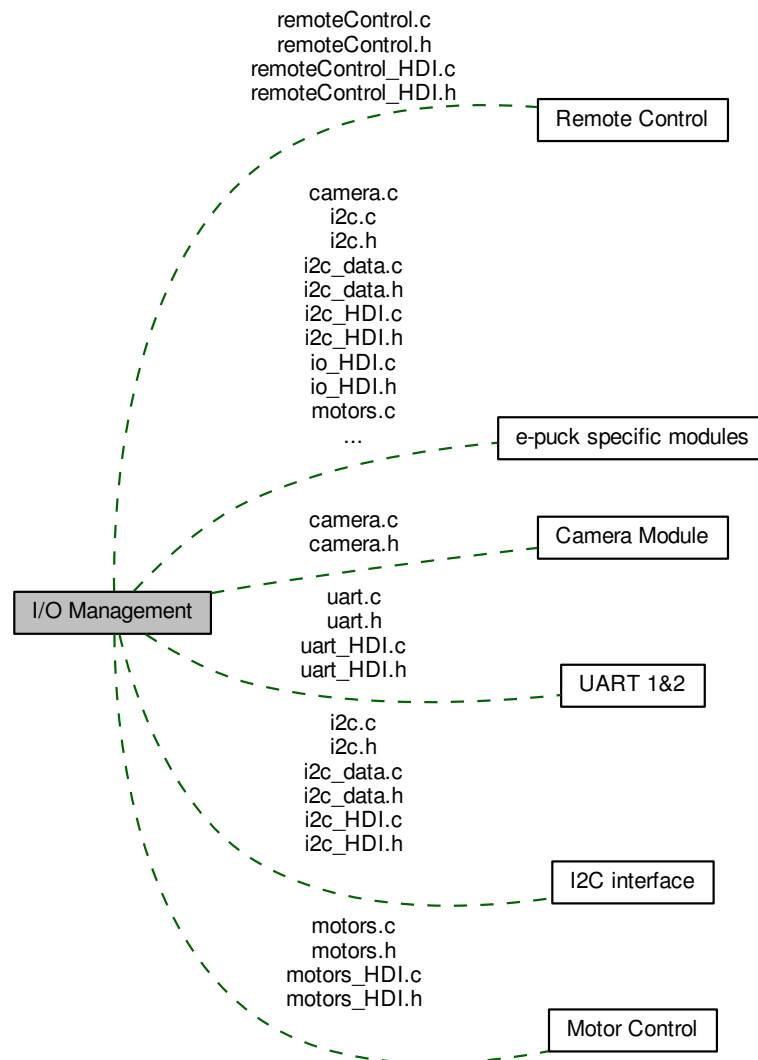 remoteControl.c
remoteControl.h
remoteControl_HDI.c
remoteControl_HDI.h
Remote Control
camera.c
i2c.c
i2c.h
i2c_data.c
i2c_data.h
i2c_HDI.c
i2c_HDI.h
io_HDI.c
io_HDI.h
motors.c
...
e-puck specific modules
camera.c
camera.h
Camera Module
I/O Management
uart.c
uart.h
uart_HDI.c
uart_HDI.h
UART 1&2
i2c.c
i2c.h
i2c_data.c
i2c_data.h
i2c_HDI.c
i2c_HDI.h
I2C interface
motors.c
motors.h
motors_HDI.c
motors_HDI.h
Motor Control